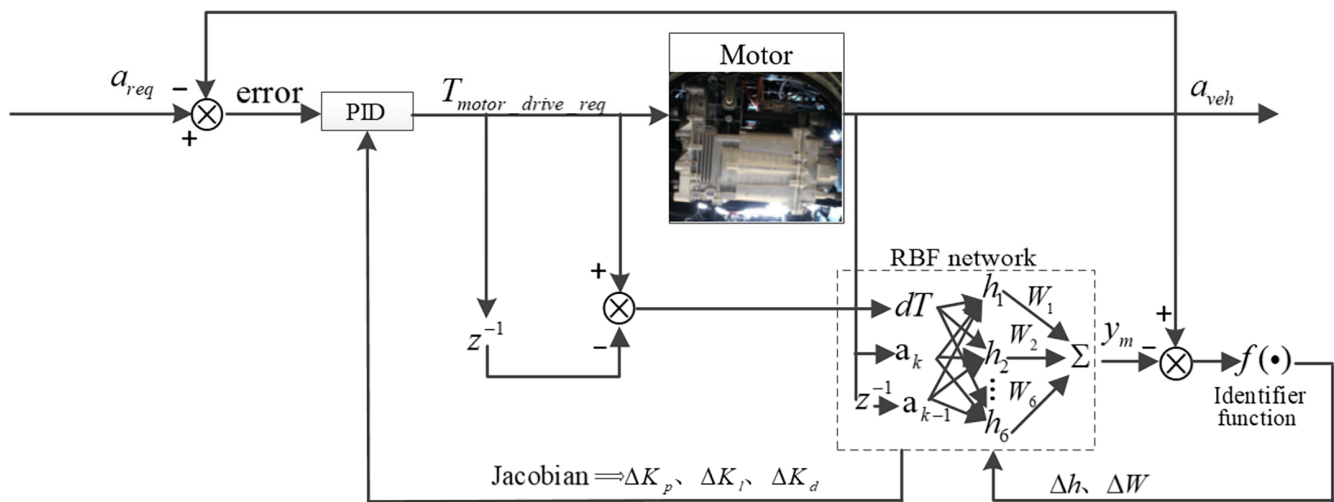 Motor
a_req
−
+
error
PID
T_motor_drive_req
a_veh
RBF network
+
−
z^-1
dT
a_k
z^-1
a_k-1
h_1
h_2
⋮
h_6
W_1
W_2
W_6
Σ
y_m
+
−
f(•)
Identifier
function
Jacobian ⇒ΔK_p、ΔK_l、ΔK_d
Δh、ΔW